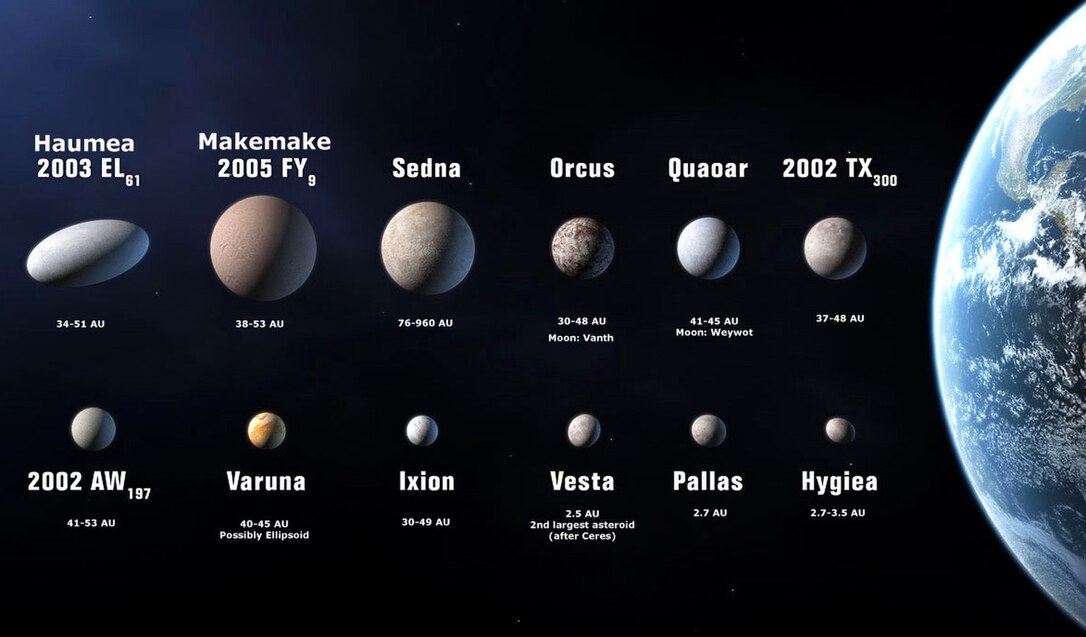 Haumea
2003 EL61
Makemake
2005 FY9
Sedna
Orcus
Quaoar
2002 TX300
34-51 AU
38-53 AU
76-960 AU
30-48 AU
Moon: Vanth
41-45 AU
Moon: Weywot
37-48 AU
2002 AW197
Varuna
Ixion
Vesta
Pallas
Hygiea
41-53 AU
40-45 AU
Possibly Ellipsoid
30-49 AU
2.5 AU
2nd largest asteroid
(after Ceres)
2.7 AU
2.7-3.5 AU